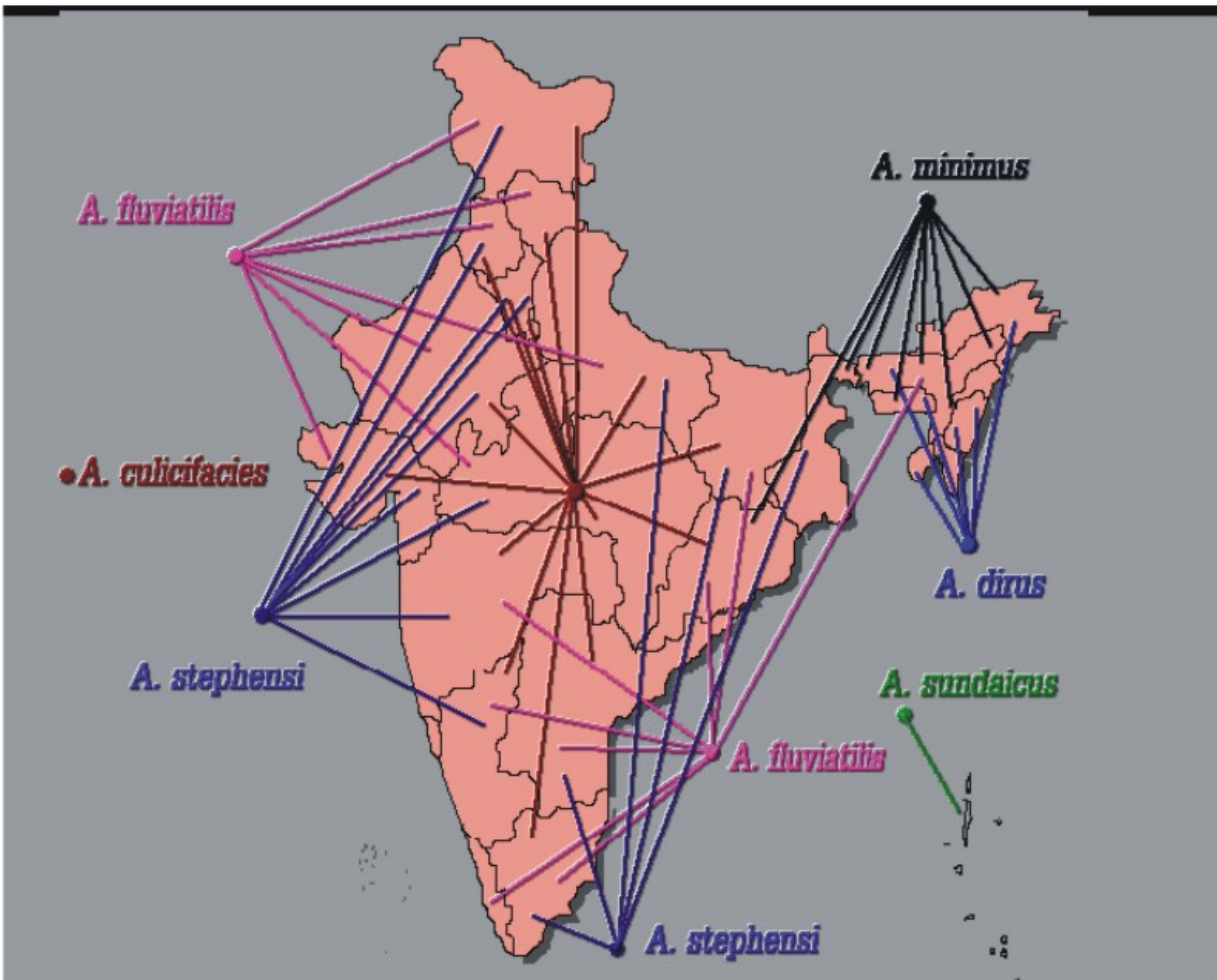 A. minimus
A. fluviatilis
A. culicifacies
A. dirus
A. stephensi
A. sundaicus
A. fluviatilis
A. stephensi